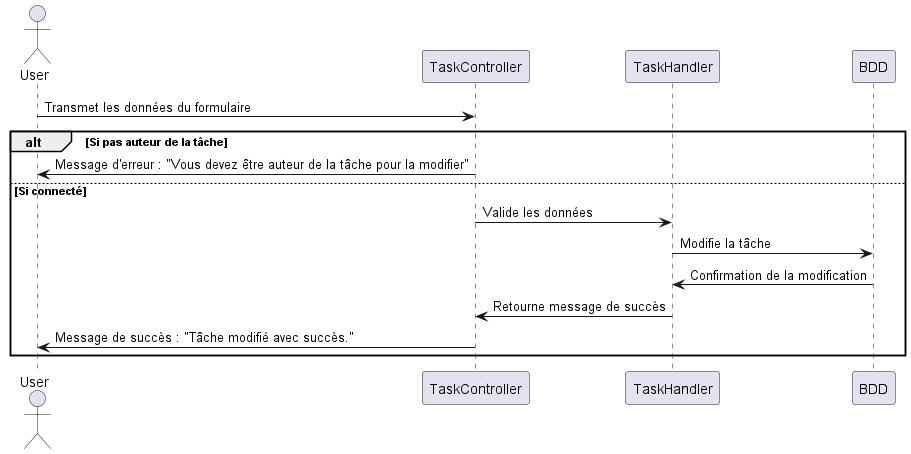 User
TaskController
TaskHandler
BDD
Transmet les données du formulaire
alt
[Si pas auteur de la tâche]
Message d'erreur : "Vous devez être auteur de la tâche pour la modifier"
[Si connecté]
Valide les données
Modifie la tâche
Confirmation de la modification
Retourne message de succès
Message de succès : "Tâche modifié avec succès."
User
TaskController
TaskHandler
BDD